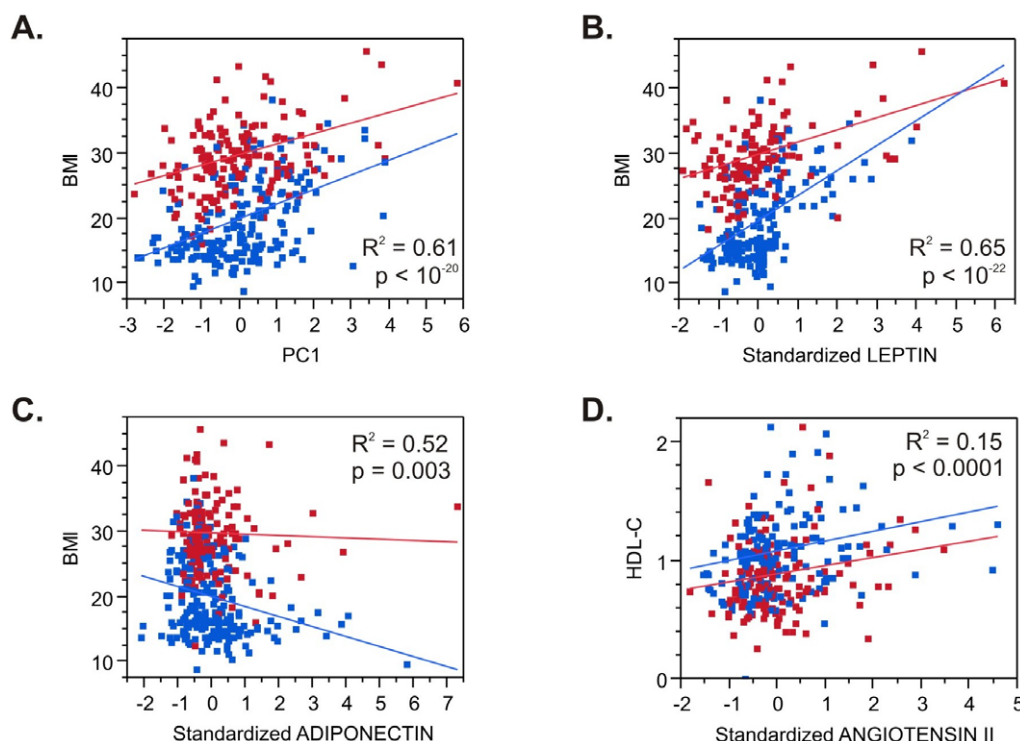 A.
BMI
40
30
20
10
R² = 0.61
p < 10⁻²⁰
-3 -2 -1 0 1 2 3 4 5 6
PC1
B.
BMI
40
30
20
10
R² = 0.65
p < 10⁻²²
-2 -1 0 1 2 3 4 5 6
Standardized LEPTIN
C.
BMI
40
30
20
10
R² = 0.52
p = 0.003
-2 -1 0 1 2 3 4 5 6 7
Standardized ADIPONECTIN
D.
HDL-C
2
1
0
R² = 0.15
p < 0.0001
-2 -1 0 1 2 3 4 5
Standardized ANGIOTENSIN II